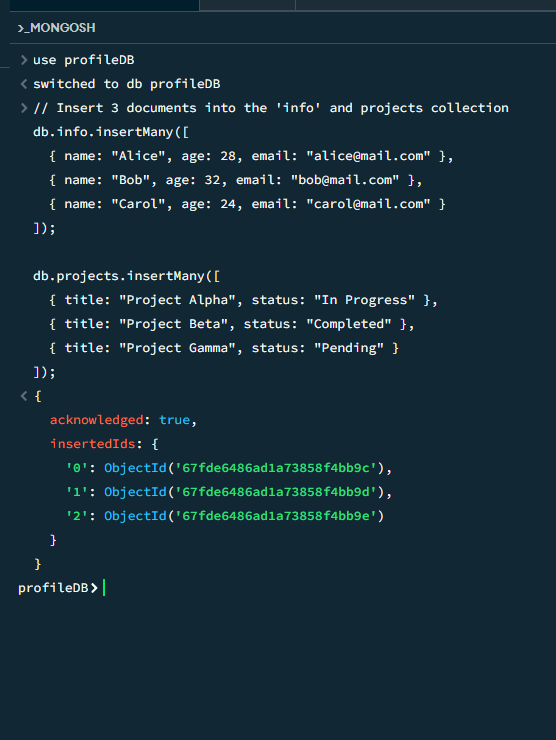 >_MONGOSH
> use profileDB
< switched to db profileDB
> // Insert 3 documents into the 'info' and projects collection
db.info.insertMany([
  { name: "Alice", age: 28, email: "alice@mail.com" },
  { name: "Bob", age: 32, email: "bob@mail.com" },
  { name: "Carol", age: 24, email: "carol@mail.com" }
]);
db.projects.insertMany([
  { title: "Project Alpha", status: "In Progress" },
  { title: "Project Beta", status: "Completed" },
  { title: "Project Gamma", status: "Pending" }
]);
< {
  acknowledged: true,
  insertedIds: {
    '0': ObjectId('67fde6486ad1a73858f4bb9c'),
    '1': ObjectId('67fde6486ad1a73858f4bb9d'),
    '2': ObjectId('67fde6486ad1a73858f4bb9e')
  }
}
profileDB>